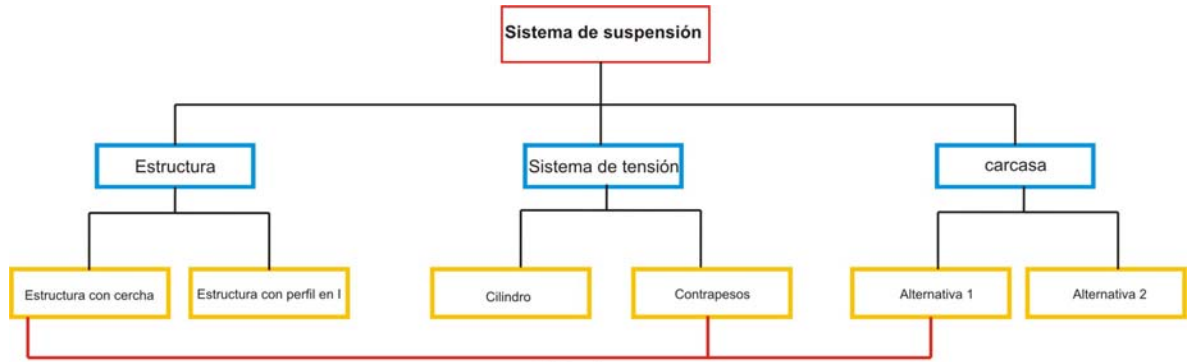 Sistema de suspensión
Estructura
Sistema de tensión
carcasa
Estructura con cercha
Estructura con perfil en I
Cilindro
Contrapesos
Alternativa 1
Alternativa 2